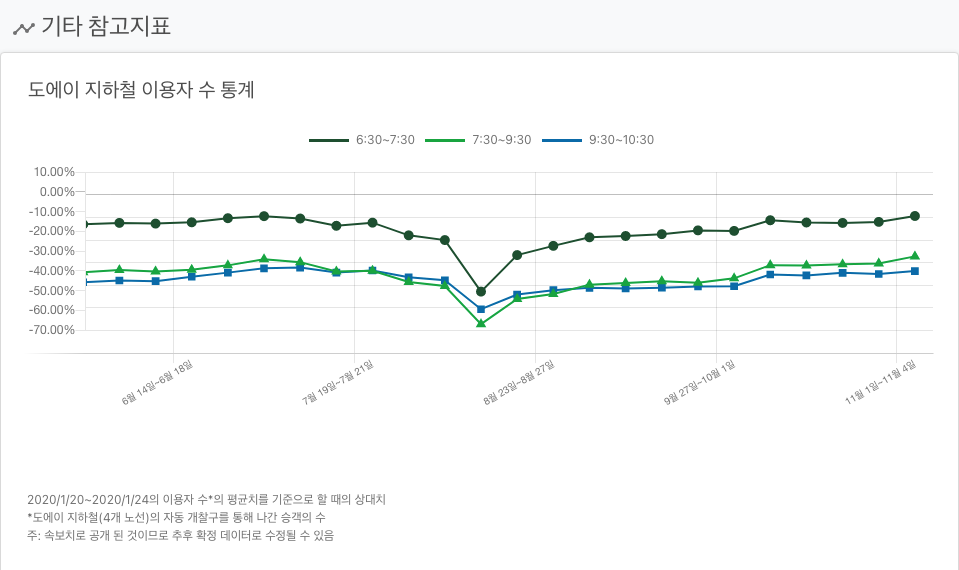 기타 참고지표
도에이 지하철 이용자 수 통계
6:30~7:30 7:30~9:30 9:30~10:30
10.00%
0.00%
-10.00%
-20.00%
-30.00%
-40.00%
-50.00%
-60.00%
-70.00%
6월 14일~6월 18일
7월 19일~7월 21일
8월 23일~8월 27일
9월 27일~10월 1일
11월 1일~11월 4일
2020/1/20~2020/1/24의 이용자 수*의 평균치를 기준으로 할 때의 상대치
*도에이 지하철(4개 노선)의 자동 개찰구를 통해 나간 승객의 수
주: 속보치로 공개 된 것이므로 추후 확정 데이터로 수정될 수 있음